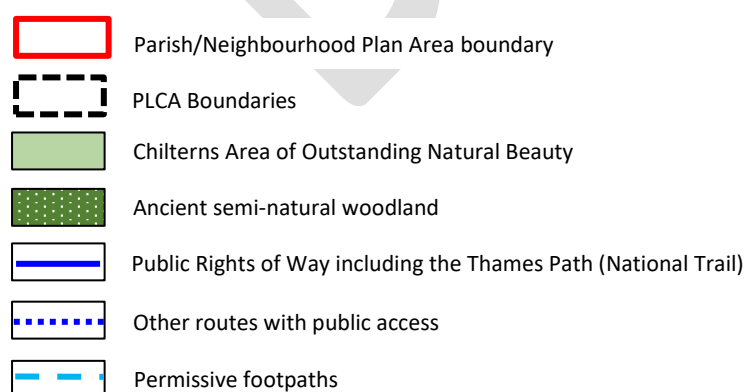 Parish/Neighbourhood Plan Area boundary
PLCA Boundaries
Chilterns Area of Outstanding Natural Beauty
Ancient semi-natural woodland
Public Rights of Way including the Thames Path (National Trail)
Other routes with public access
Permissive footpaths